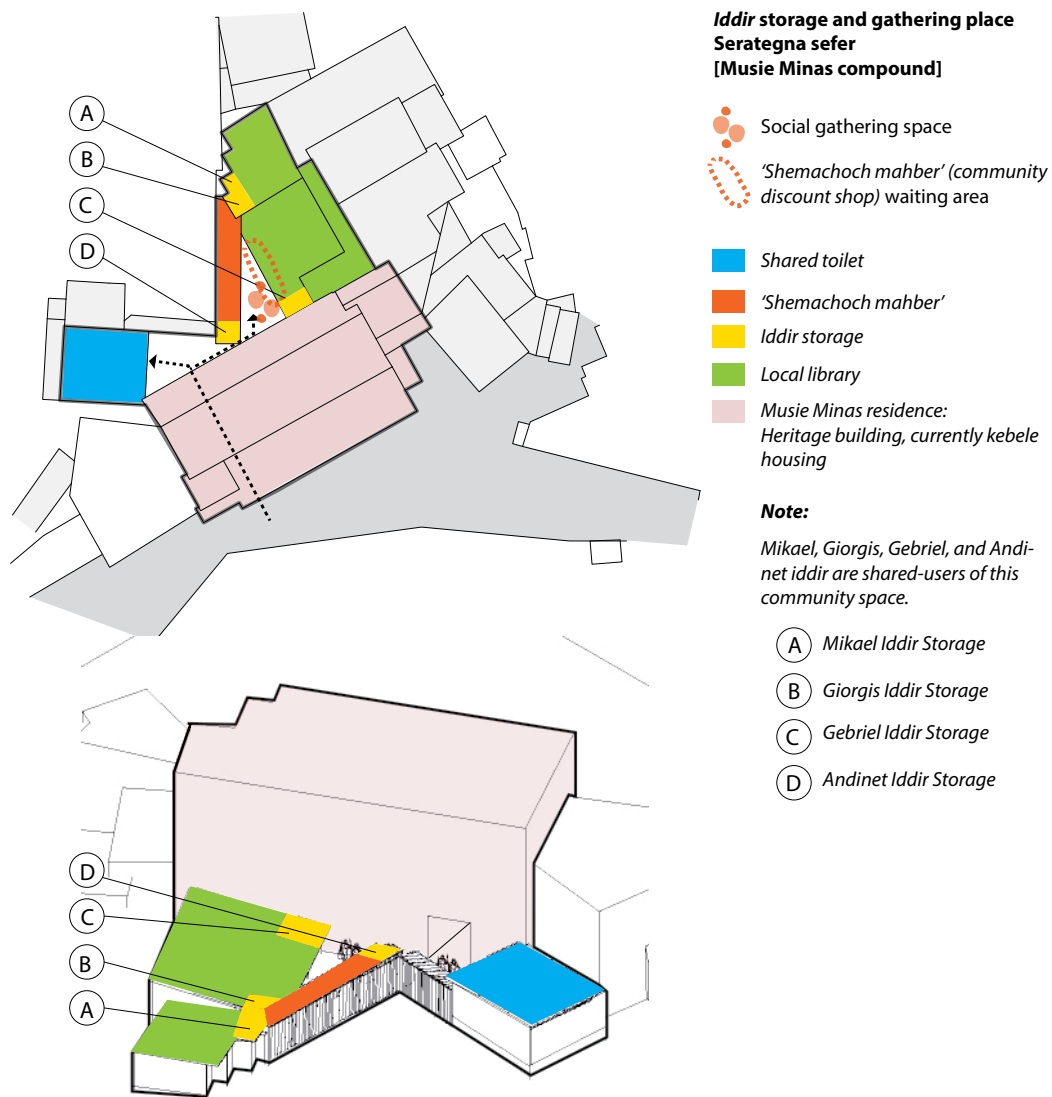 Iddir storage and gathering place
Serategna sefer
[Musie Minas compound]
Social gathering space
‘Shemachoch mahber’ (community
discount shop) waiting area
Shared toilet
‘Shemachoch mahber’
Iddir storage
Local library
Musie Minas residence:
Heritage building, currently kebele
housing
Note:
Mikael, Giorgis, Gebriel, and Andi-
net iddir are shared-users of this
community space.
A Mikael Iddir Storage
B Giorgis Iddir Storage
C Gebriel Iddir Storage
D Andinet Iddir Storage
A
B
C
D
D
C
B
A